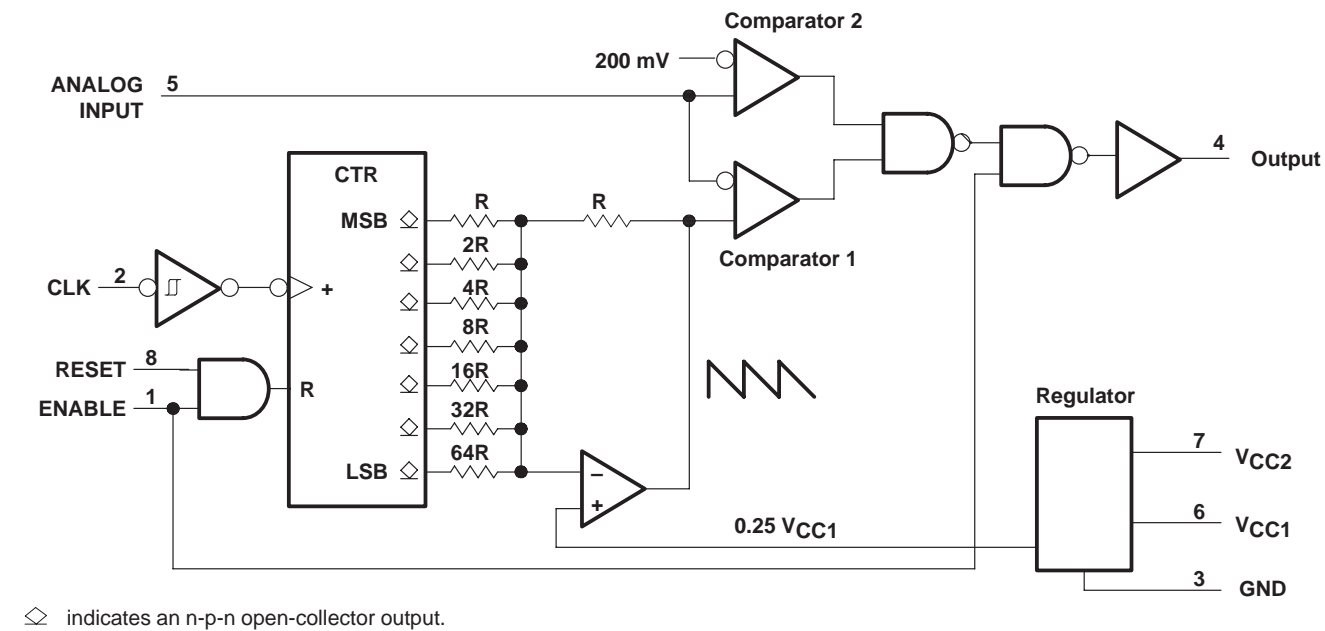 Comparator 2
200 mV
ANALOG
INPUT
5
4
Output
CTR
MSB
R
R
2R
4R
8R
16R
32R
LSB
64R
Comparator 1
CLK
2
+
RESET
8
ENABLE
1
R
–
+
0.25 VCC1
Regulator
7
VCC2
6
VCC1
3
GND
indicates an n-p-n open-collector output.